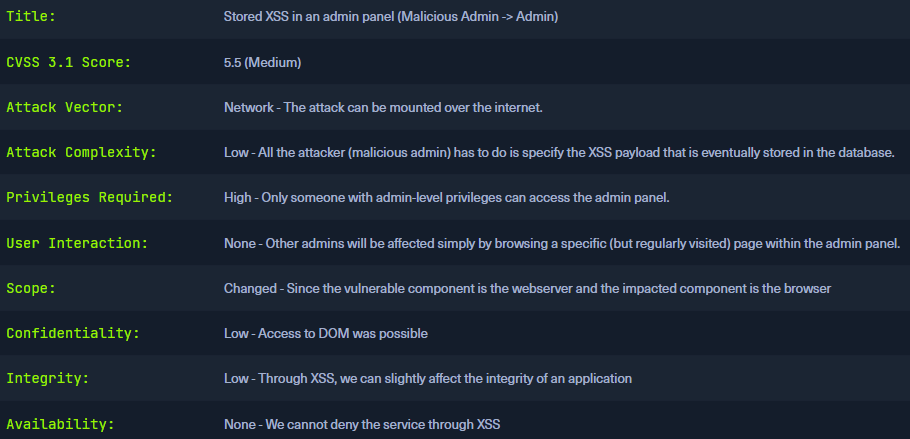 Title: Stored XSS in an admin panel (Malicious Admin -> Admin)
CVSS 3.1 Score: 5.5 (Medium)
Attack Vector: Network - The attack can be mounted over the internet.
Attack Complexity: Low - All the attacker (malicious admin) has to do is specify the XSS payload that is eventually stored in the database.
Privileges Required: High - Only someone with admin-level privileges can access the admin panel.
User Interaction: None - Other admins will be affected simply by browsing a specific (but regularly visited) page within the admin panel.
Scope: Changed - Since the vulnerable component is the webserver and the impacted component is the browser
Confidentiality: Low - Access to DOM was possible
Integrity: Low - Through XSS, we can slightly affect the integrity of an application
Availability: None - We cannot deny the service through XSS